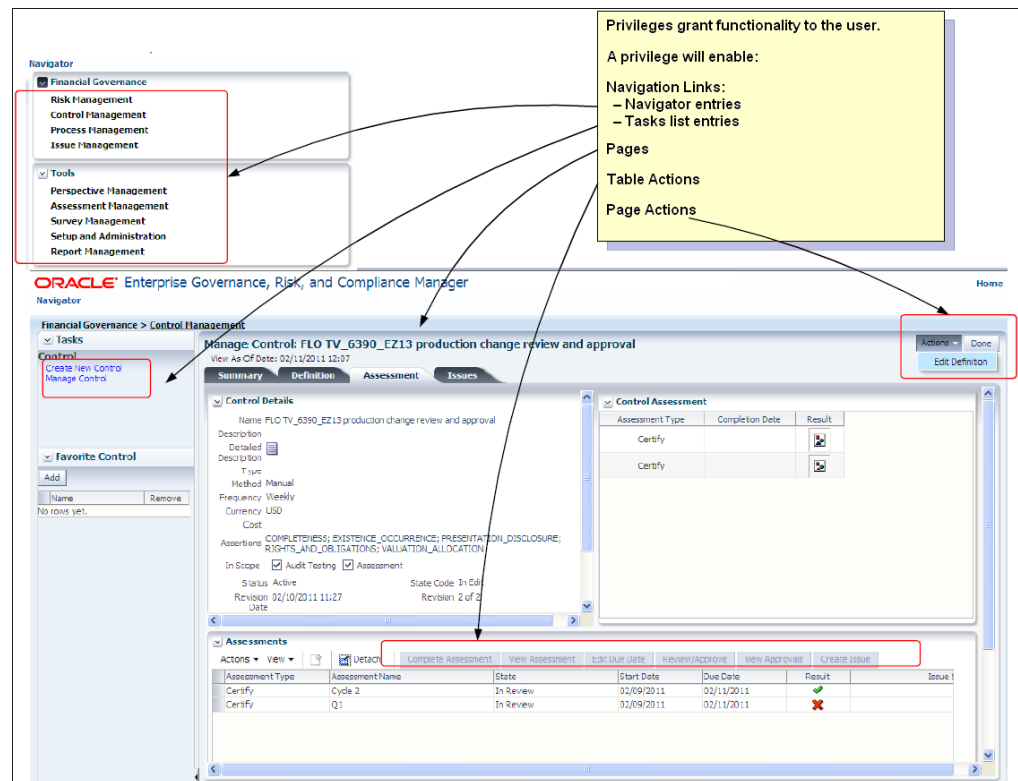 Privileges grant functionality to the user.
A privilege will enable:
Navigation Links:
– Navigator entries
– Tasks list entries
Pages
Table Actions
Page Actions
Navigator
Financial Governance
Risk Management
Control Management
Process Management
Issue Management
Tools
Perspective Management
Assessment Management
Survey Management
Setup and Administration
Report Management
ORACLE Enterprise Governance, Risk, and Compliance Manager
Home
Navigator
Financial Governance > Control Management
Tasks
Control
Create New Control
Manage Control
Favorite Control
Add
Name Remove
No rows yet.
Manage Control: FLO TV_6390_EZ13 production change review and approval
View As Of Date: 02/11/2011 12:07
Actions Done
Edit Definition
Summary Definition Assessment Issues
Control Details
Name FLO TV_6390_EZ13 production change review and approval
Description
Detailed Description
Type
Method Manual
Frequency Weekly
Currency USD
Cost
Assertions COMPLETENESS; EXISTENCE_OCCURRENCE; PRESENTATION_DISCLOSURE;
RIGHTS_AND_OBLIGATIONS; VALUATION_ALLOCATION
In Scope Audit Testing Assessment
Status Active State Code In Edit
Revision Date 02/10/2011 11:27 Revision 2 of 2
Control Assessment
Assessment Type Completion Date Result
Certify
Certify
Assessments
Actions View Detach Complete Assessment View Assessment Edit Due Date Review/Approve View Approvals Create Issue
Assessment Type Assessment Name State Start Date Due Date Result Issue
Certify Cycle 2 In Review 02/09/2011 02/11/2011
Certify Q1 In Review 02/09/2011 02/11/2011